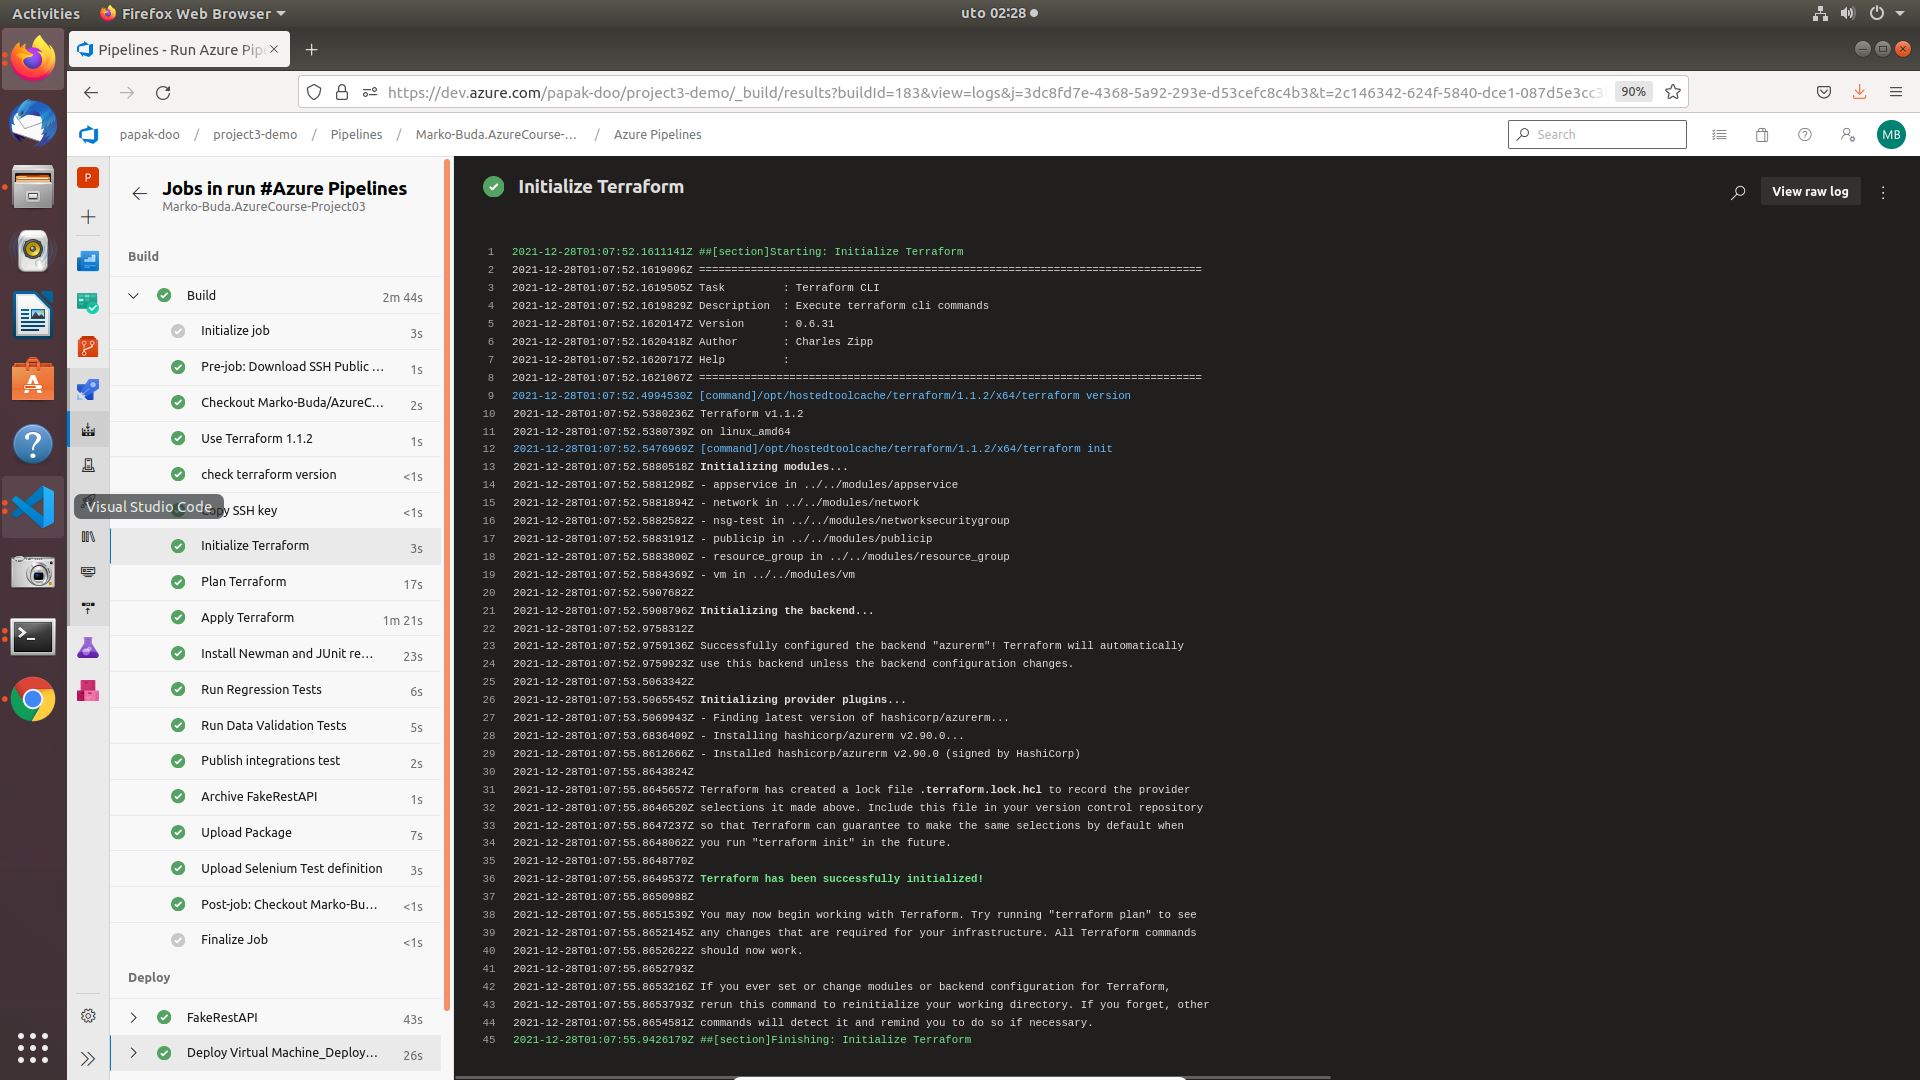 Activities
Firefox Web Browser
uto 02:28
Pipelines - Run Azure Pip
https://dev.azure.com/papak-doo/project3-demo/_build/results?buildId=183&view=logs&j=3dc8fd7e-4368-5a92-293e-d53cefc8c4b3&t=2c146342-624f-5840-dce1-087d5e3cc3
90%
papak-doo / project3-demo / Pipelines / Marko-Buda.AzureCourse-... / Azure Pipelines
Search
MB
P
Jobs in run #Azure Pipelines
Marko-Buda.AzureCourse-Project03
Build
Build 2m 44s
Initialize job 3s
Pre-job: Download SSH Public ... 1s
Checkout Marko-Buda/AzureC... 2s
Use Terraform 1.1.2 1s
check terraform version <1s
Visual Studio Code
py SSH key <1s
Initialize Terraform 3s
Plan Terraform 17s
Apply Terraform 1m 21s
Install Newman and JUnit re... 23s
Run Regression Tests 6s
Run Data Validation Tests 5s
Publish integrations test 2s
Archive FakeRestAPI 1s
Upload Package 7s
Upload Selenium Test definition 3s
Post-job: Checkout Marko-Bu... <1s
Finalize Job <1s
Deploy
FakeRestAPI 43s
Deploy Virtual Machine_Deploy... 26s
Initialize Terraform
View raw log
1 2021-12-28T01:07:52.1611141Z ##[section]Starting: Initialize Terraform
2 2021-12-28T01:07:52.1619096Z ==============================================================================
3 2021-12-28T01:07:52.1619505Z Task         : Terraform CLI
4 2021-12-28T01:07:52.1619829Z Description  : Execute terraform cli commands
5 2021-12-28T01:07:52.1620147Z Version      : 0.6.31
6 2021-12-28T01:07:52.1620418Z Author       : Charles Zipp
7 2021-12-28T01:07:52.1620717Z Help         :
8 2021-12-28T01:07:52.1621067Z ==============================================================================
9 2021-12-28T01:07:52.4994530Z [command]/opt/hostedtoolcache/terraform/1.1.2/x64/terraform version
10 2021-12-28T01:07:52.5380236Z Terraform v1.1.2
11 2021-12-28T01:07:52.5380739Z on linux_amd64
12 2021-12-28T01:07:52.5476969Z [command]/opt/hostedtoolcache/terraform/1.1.2/x64/terraform init
13 2021-12-28T01:07:52.5880518Z Initializing modules...
14 2021-12-28T01:07:52.5881298Z - appservice in ../../modules/appservice
15 2021-12-28T01:07:52.5881894Z - network in ../../modules/network
16 2021-12-28T01:07:52.5882582Z - nsg-test in ../../modules/networksecuritygroup
17 2021-12-28T01:07:52.5883191Z - publicip in ../../modules/publicip
18 2021-12-28T01:07:52.5883800Z - resource_group in ../../modules/resource_group
19 2021-12-28T01:07:52.5884369Z - vm in ../../modules/vm
20 2021-12-28T01:07:52.5907682Z
21 2021-12-28T01:07:52.5908796Z Initializing the backend...
22 2021-12-28T01:07:52.9758312Z
23 2021-12-28T01:07:52.9759136Z Successfully configured the backend "azurerm"! Terraform will automatically
24 2021-12-28T01:07:52.9759923Z use this backend unless the backend configuration changes.
25 2021-12-28T01:07:53.5063342Z
26 2021-12-28T01:07:53.5065545Z Initializing provider plugins...
27 2021-12-28T01:07:53.5069943Z - Finding latest version of hashicorp/azurerm...
28 2021-12-28T01:07:53.6836409Z - Installing hashicorp/azurerm v2.90.0...
29 2021-12-28T01:07:55.8612666Z - Installed hashicorp/azurerm v2.90.0 (signed by HashiCorp)
30 2021-12-28T01:07:55.8643824Z
31 2021-12-28T01:07:55.8645657Z Terraform has created a lock file .terraform.lock.hcl to record the provider
32 2021-12-28T01:07:55.8646520Z selections it made above. Include this file in your version control repository
33 2021-12-28T01:07:55.8647237Z so that Terraform can guarantee to make the same selections by default when
34 2021-12-28T01:07:55.8648062Z you run "terraform init" in the future.
35 2021-12-28T01:07:55.8648770Z
36 2021-12-28T01:07:55.8649537Z Terraform has been successfully initialized!
37 2021-12-28T01:07:55.8650988Z
38 2021-12-28T01:07:55.8651539Z You may now begin working with Terraform. Try running "terraform plan" to see
39 2021-12-28T01:07:55.8652145Z any changes that are required for your infrastructure. All Terraform commands
40 2021-12-28T01:07:55.8652622Z should now work.
41 2021-12-28T01:07:55.8652793Z
42 2021-12-28T01:07:55.8653216Z If you ever set or change modules or backend configuration for Terraform,
43 2021-12-28T01:07:55.8653793Z rerun this command to reinitialize your working directory. If you forget, other
44 2021-12-28T01:07:55.8654581Z commands will detect it and remind you to do so if necessary.
45 2021-12-28T01:07:55.9426179Z ##[section]Finishing: Initialize Terraform